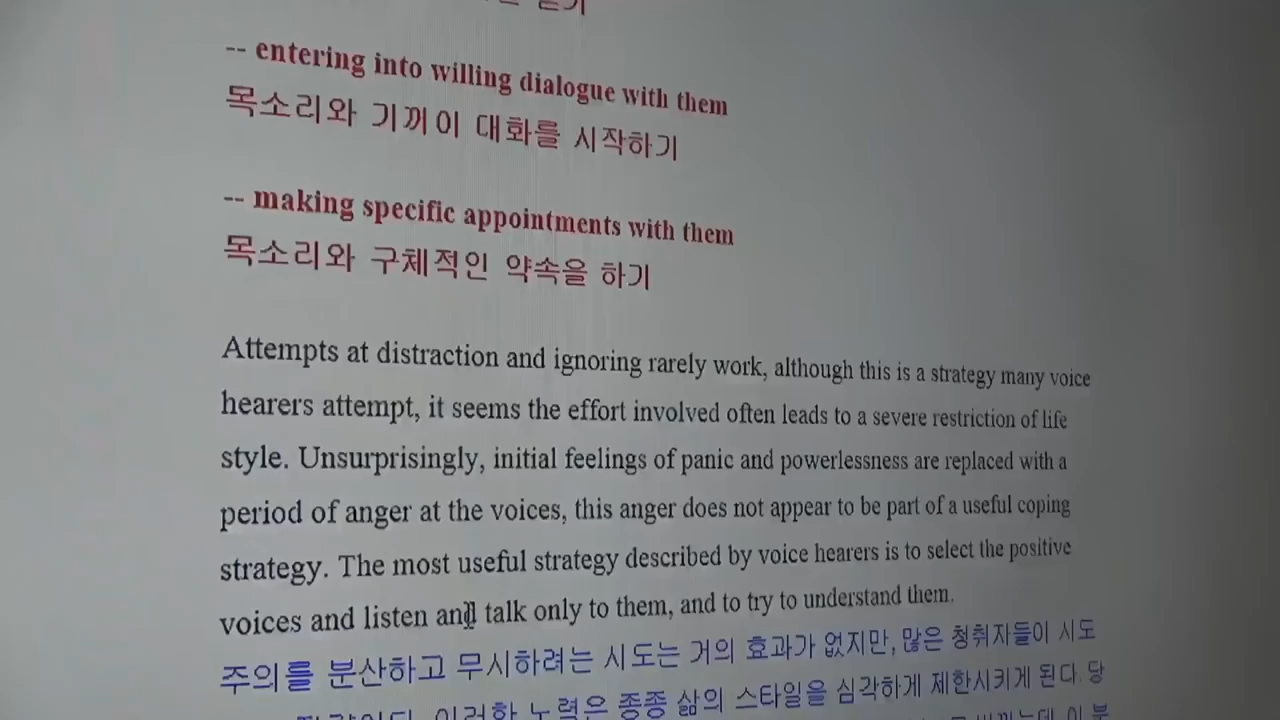 -- entering into willing dialogue with them
목소리와 기꺼이 대화를 시작하기
-- making specific appointments with them
목소리와 구체적인 약속을 하기
Attempts at distraction and ignoring rarely work, although this is a strategy many voice
hearers attempt, it seems the effort involved often leads to a severe restriction of life
style. Unsurprisingly, initial feelings of panic and powerlessness are replaced with a
period of anger at the voices, this anger does not appear to be part of a useful coping
strategy. The most useful strategy described by voice hearers is to select the positive
voices and listen and talk only to them, and to try to understand them.
주의를 분산하고 무시하려는 시도는 거의 효과가 없지만, 많은 청취자들이 시도
이러한 노력은 종종 삶의 스타일을 심각하게 제한시키게 된다. 당